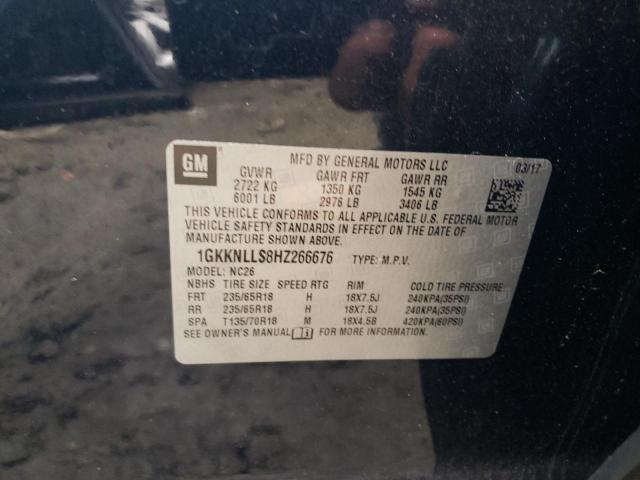 GM
MFD BY GENERAL MOTORS LLC 03/17
GVWR GAWR FRT GAWR RR
2722 KG 1350 KG 1545 KG
6001 LB 2976 LB 3406 LB
THIS VEHICLE CONFORMS TO ALL APPLICABLE U.S. FEDERAL MOTOR
VEHICLE SAFETY STANDARDS IN EFFECT ON THE DATE OF
MANUFACTURE SHOWN ABOVE.
1GKKNLLS8HZ266676 TYPE: M.P.V.
MODEL: NC26
NBHS TIRE SIZE SPEED RTG RIM COLD TIRE PRESSURE
FRT 235/65R18 H 18X7.5J 240KPA(35PSI)
RR 235/65R18 H 18X7.5J 240KPA(35PSI)
SPA T135/70R18 M 18X4.5B 420KPA(60PSI)
SEE OWNER'S MANUAL FOR MORE INFORMATION.